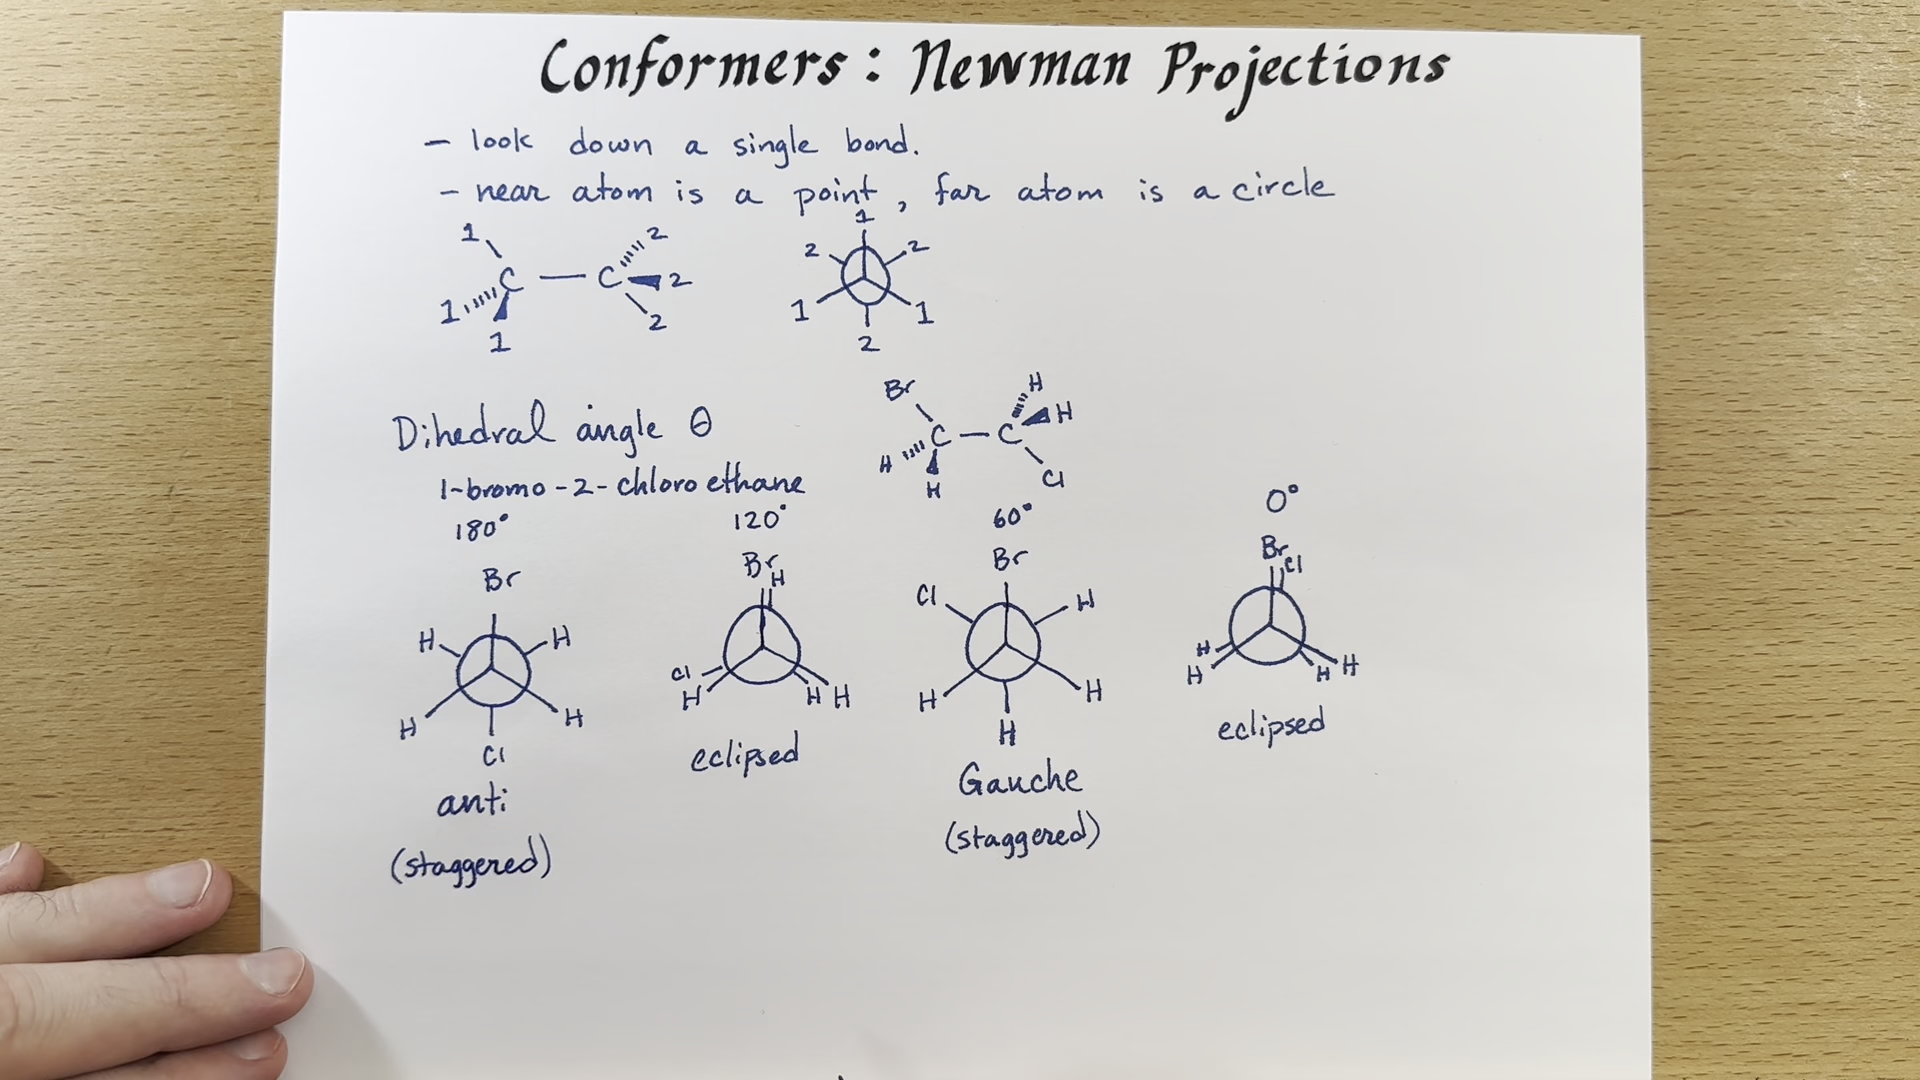 Conformers : Newman Projections
- look down a single bond.
- near atom is a point, far atom is a circle
1 2
1 C — C 2
1 2
1
2 2
1 1
2
Dihedral angle θ
1-bromo-2-chloroethane
Br H
C — C H
H H Cl
180° 120° 60° 0°
Br
H H
H H
Cl
anti
(staggered)
Br H
Cl H H H
eclipsed
Br
Cl H
H H
H
Gauche
(staggered)
Br Cl
H H
H H
eclipsed